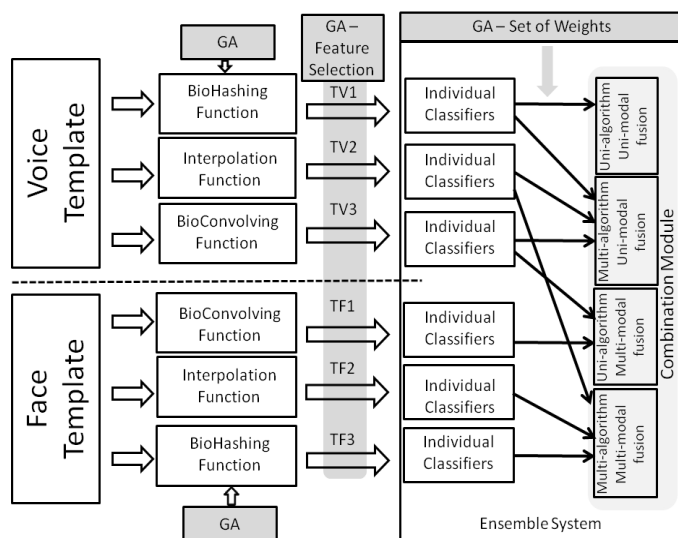 GA
GA –
Feature
Selection
GA – Set of Weights
Voice
Template
BioHashing
Function
TV1
Individual
Classifiers
Uni-algorithm
Uni-modal
fusion
Interpolation
Function
TV2
Individual
Classifiers
Multi-algorithm
Uni-modal
fusion
BioConvolving
Function
TV3
Individual
Classifiers
Combination Module
Face
Template
BioConvolving
Function
TF1
Individual
Classifiers
Uni-algorithm
Multi-modal
fusion
Interpolation
Function
TF2
Individual
Classifiers
Multi-algorithm
Multi-modal
fusion
BioHashing
Function
TF3
Individual
Classifiers
GA
Ensemble System